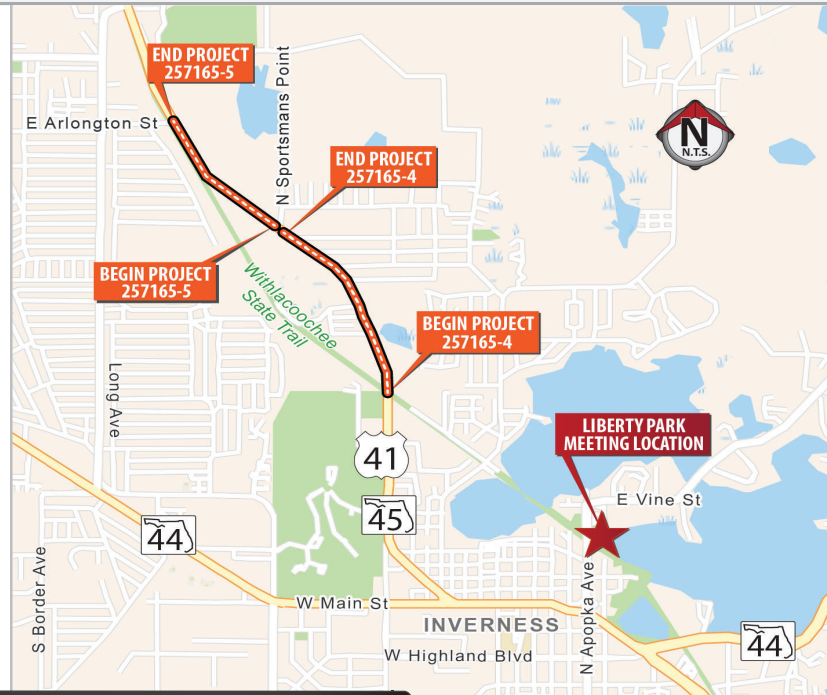 END PROJECT
257165-5
E Arlongton St
N Sportsmans Point
N
N.T.S.
END PROJECT
257165-4
BEGIN PROJECT
257165-5
Withlacoochee
State Trail
BEGIN PROJECT
257165-4
Long Ave
LIBERTY PARK
MEETING LOCATION
41
E Vine St
45
44
S Border Ave
N Apopka Ave
W Main St
INVERNESS
44
W Highland Blvd